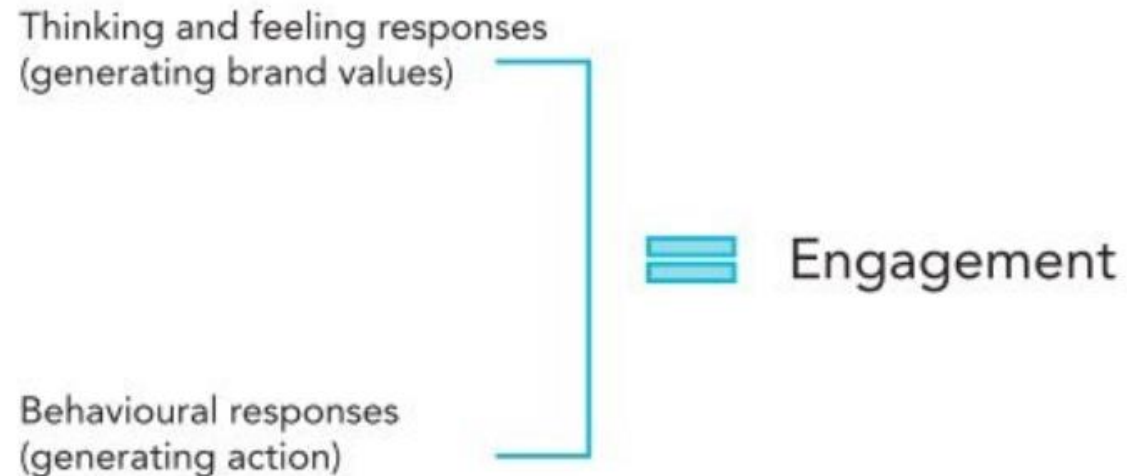 Thinking and feeling responses
(generating brand values)
Engagement
Behavioural responses
(generating action)